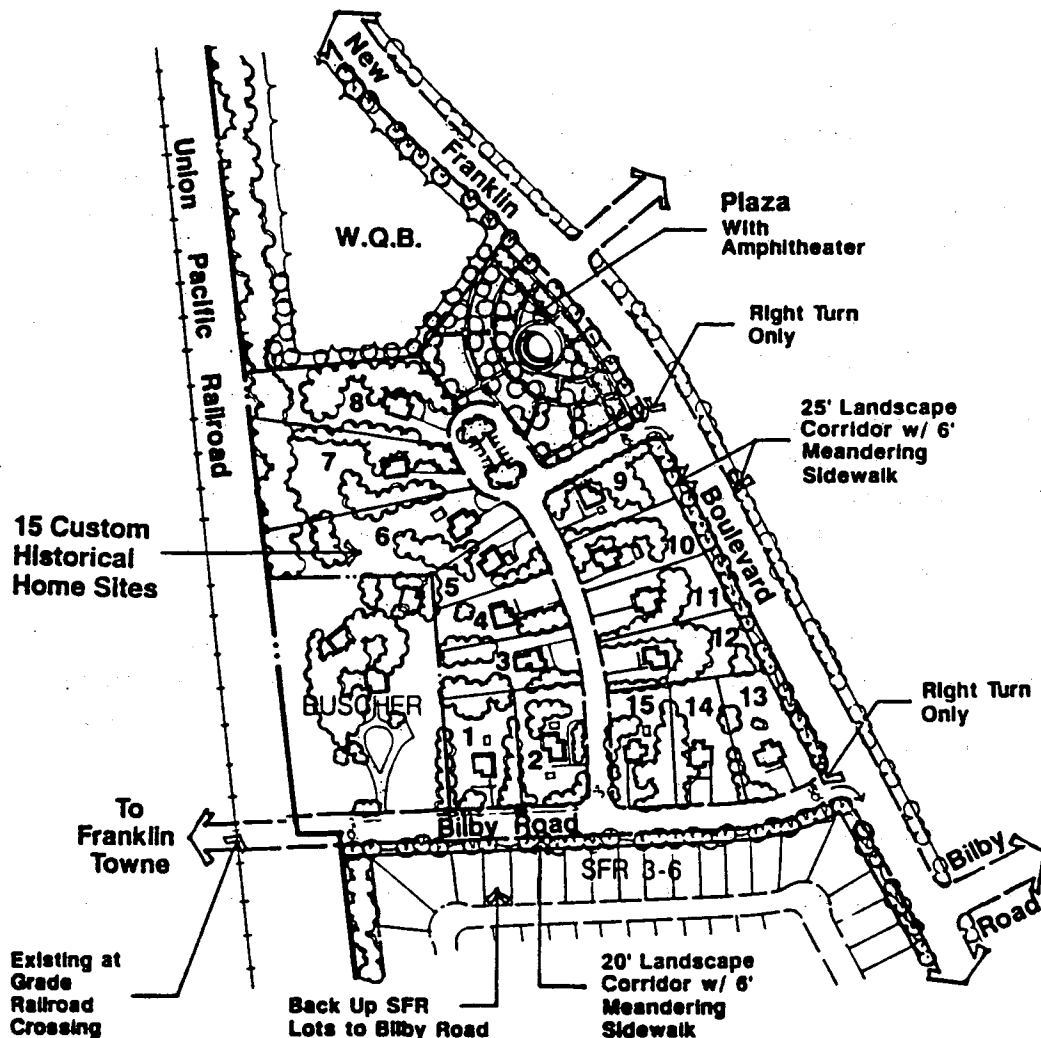 New
Franklin
Boulevard
Union Pacific Railroad
W.Q.B.
Plaza
With
Amphitheater
Right Turn
Only
25' Landscape
Corridor w/ 6'
Meandering
Sidewalk
8
7
9
15 Custom
Historical
Home Sites
6
10
5
11
4
12
3
BUSCHER
15
14
13
1
2
Right Turn
Only
To
Franklin
Towne
Bilby Road
SFR 3-6
Bilby
Road
Existing at
Grade
Railroad
Crossing
Back Up SFR
Lots to Bilby Road
20' Landscape
Corridor w/ 6'
Meandering
Sidewalk